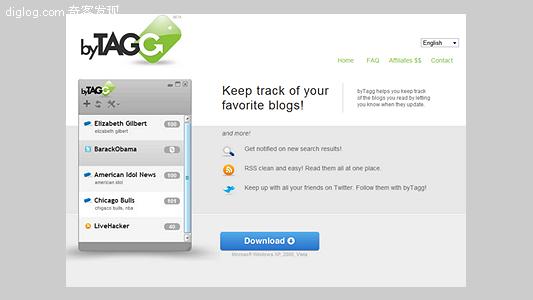 diglog.com 奇客发现
BETA
byTAGG
English
Home FAQ Affiliates $$ Contact
byTAGG
Keep track of your
favorite blogs!
byTagg helps you keep track
of the blogs you read by letting
you know when they update.
Elizabeth Gilbert 100
elizabeth gilbert
BarackObama 0
American Idol News 100
american idol
Chicago Bulls 101
chicago bulls, nba
LiveHacker 40
and more!
Get notified on new search results!
RSS clean and easy! Read them all at one place.
Keep up with all your friends on Twitter. Follow them with byTagg!
Download
Microsoft Windows XP, 2000, Vista